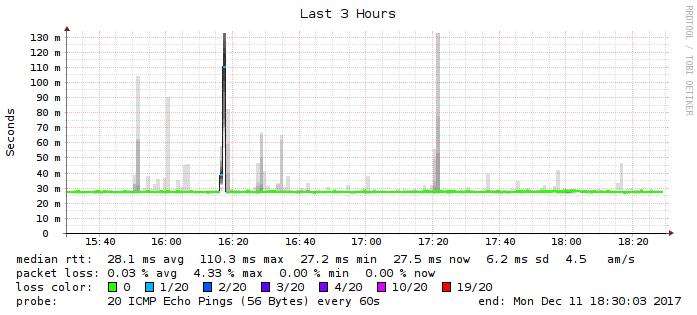 Last 3 Hours
RRDTOOL / TOBI OETIKER
Seconds
130 m
120 m
110 m
100 m
90 m
80 m
70 m
60 m
50 m
40 m
30 m
20 m
10 m
0
15:40 16:00 16:20 16:40 17:00 17:20 17:40 18:00 18:20
median rtt: 28.1 ms avg 110.3 ms max 27.2 ms min 27.5 ms now 6.2 ms sd 4.5 am/s
packet loss: 0.03 % avg 4.33 % max 0.00 % min 0.00 % now
loss color: 0 1/20 2/20 3/20 4/20 10/20 19/20
probe: 20 ICMP Echo Pings (56 Bytes) every 60s end: Mon Dec 11 18:30:03 2017